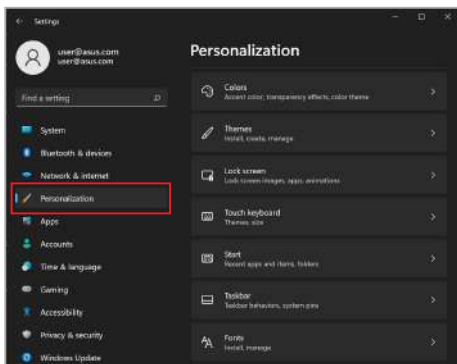 Settings
user@asus.com
user@asus.com
Find a setting
System
Bluetooth & devices
Network & internet
Personalization
Apps
Accounts
Time & language
Gaming
Accessibility
Privacy & security
Windows Update
Personalization
Colors
Accent color, transparency effects, color theme
Themes
Install, create, manage
Lock screen
Lock screen images, apps, animations
Touch keyboard
Themes, size
Start
Recent apps and items, folders
Taskbar
Taskbar behaviors, system pins
Fonts
Install, manage